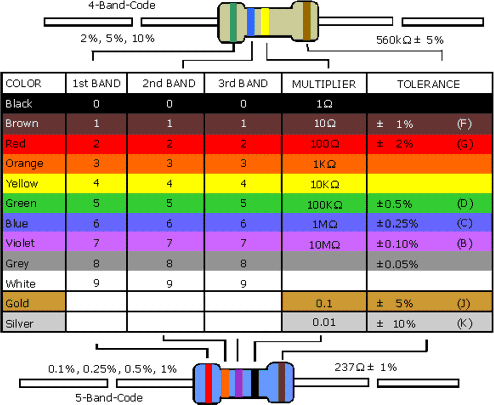 4-Band-Code
2%, 5%, 10%
560kΩ ± 5%
COLOR 1st BAND 2nd BAND 3rd BAND MULTIPLIER TOLERANCE
Black 0 0 0 1Ω
Brown 1 1 1 10Ω ± 1% (F)
Red 2 2 2 100Ω ± 2% (G)
Orange 3 3 3 1KΩ
Yellow 4 4 4 10KΩ
Green 5 5 5 100KΩ ±0.5% (D)
Blue 6 6 6 1MΩ ±0.25% (C)
Violet 7 7 7 10MΩ ±0.10% (B)
Grey 8 8 8 ±0.05%
White 9 9 9
Gold 0.1 ± 5% (J)
Silver 0.01 ± 10% (K)
0.1%, 0.25%, 0.5%, 1%
237Ω ± 1%
5-Band-Code